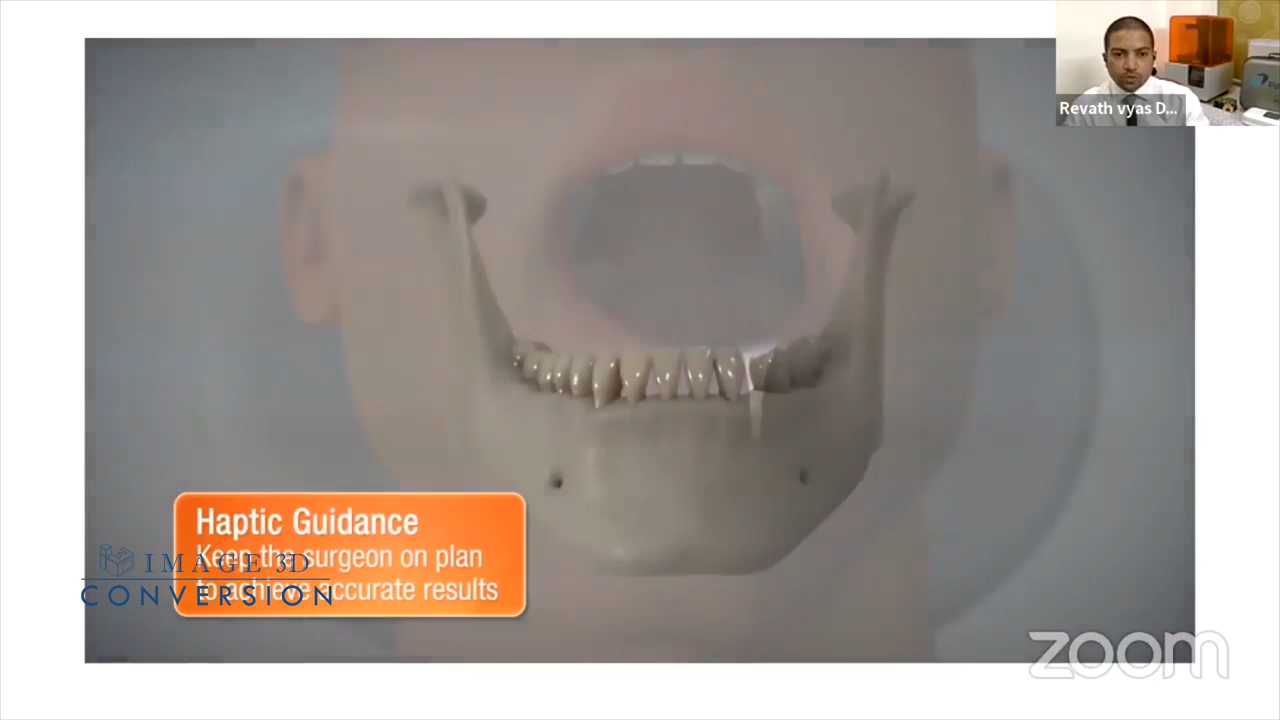 Revath vyas D...
Haptic Guidance
Keep the surgeon on plan
to achieve accurate results
IMAGE 3D
CONVERSION
zoom